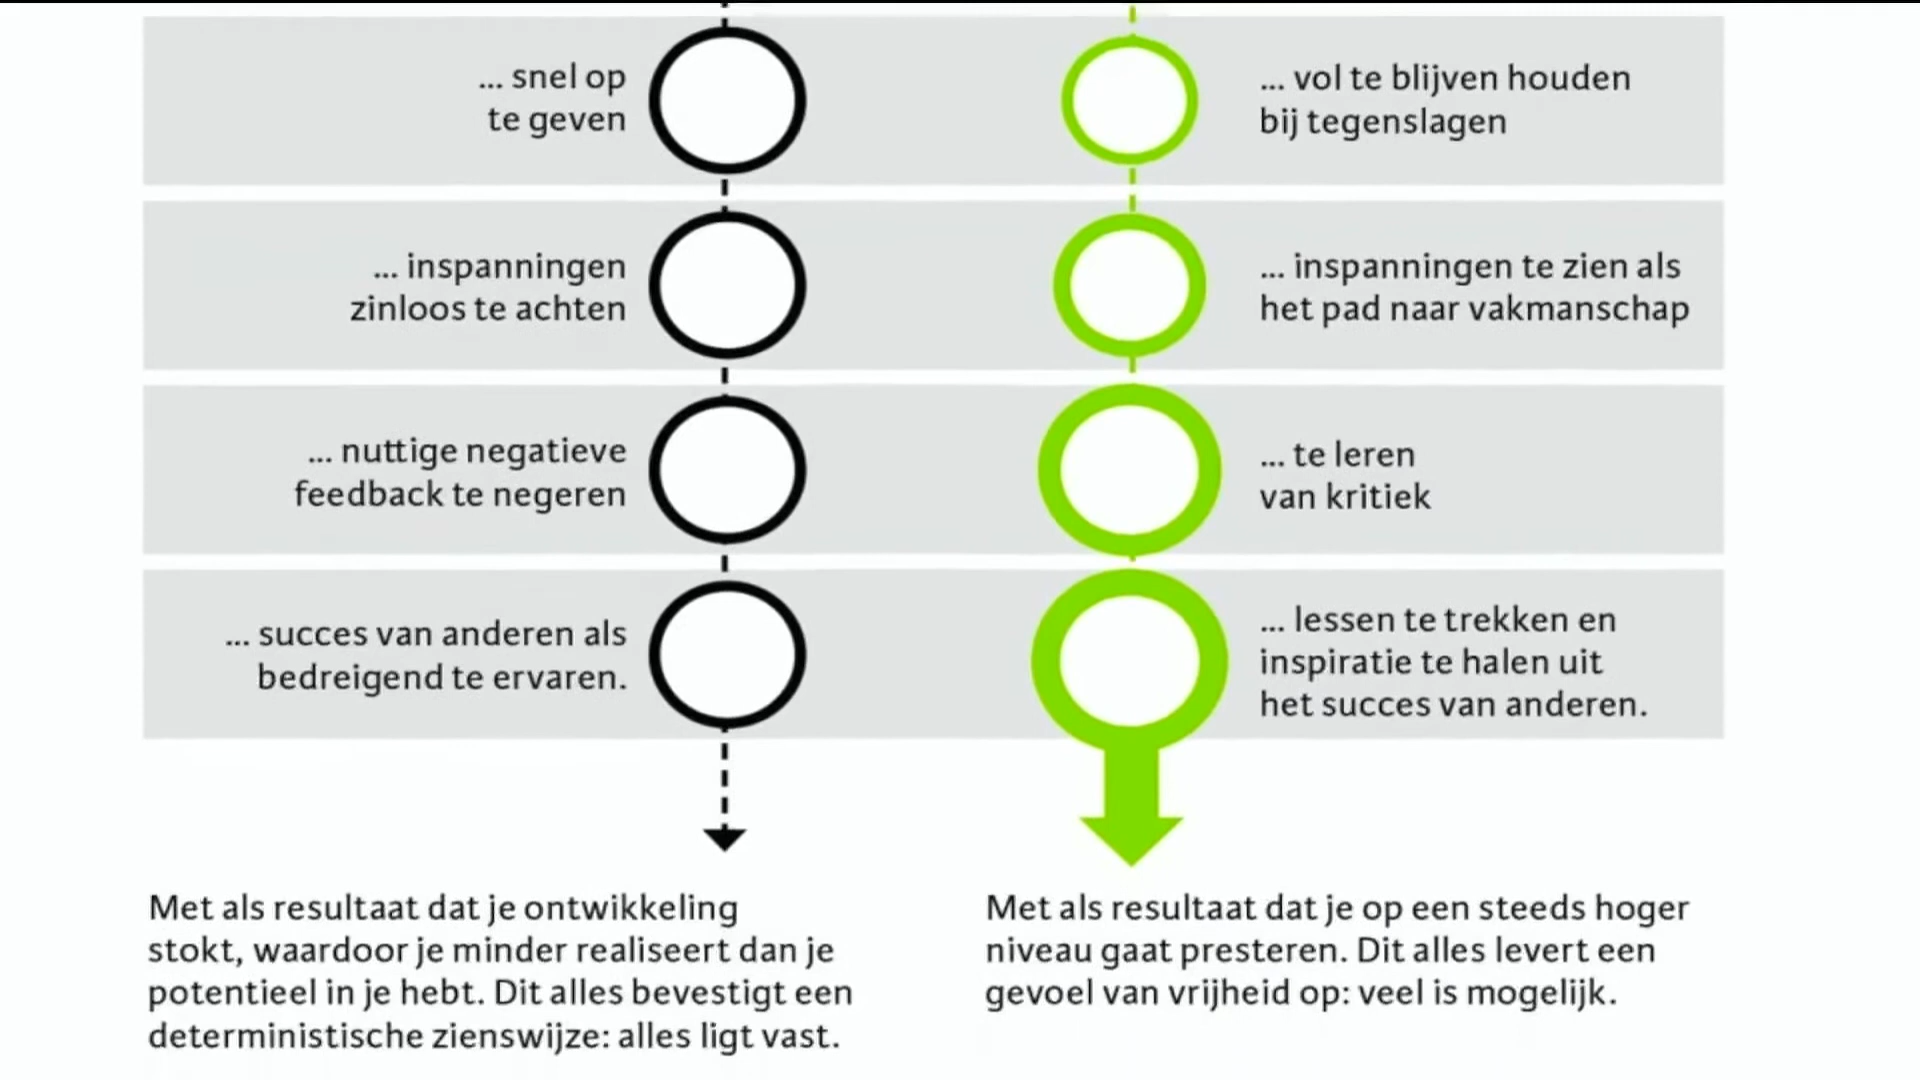 ... snel op
te geven
... vol te blijven houden
bij tegenslagen
... inspanningen
zinloos te achten
... inspanningen te zien als
het pad naar vakmanschap
... nuttige negatieve
feedback te negeren
... te leren
van kritiek
... succes van anderen als
bedreigend te ervaren.
... lessen te trekken en
inspiratie te halen uit
het succes van anderen.
Met als resultaat dat je ontwikkeling
stokt, waardoor je minder realiseert dan je
potentieel in je hebt. Dit alles bevestigt een
deterministische zienswijze: alles ligt vast.
Met als resultaat dat je op een steeds hoger
niveau gaat presteren. Dit alles levert een
gevoel van vrijheid op: veel is mogelijk.